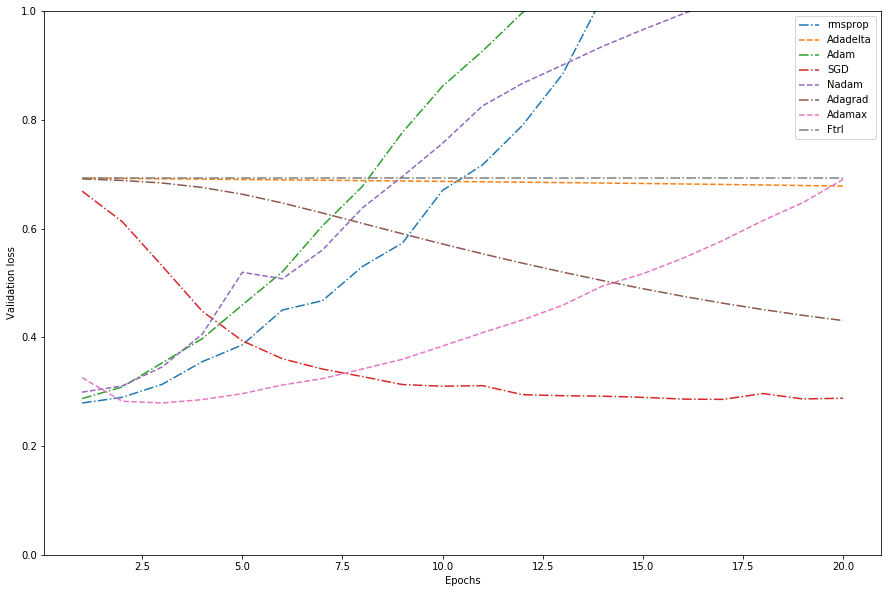 1.0
0.8
0.6
0.4
0.2
0.0
Validation loss
2.5
5.0
7.5
10.0
12.5
15.0
17.5
20.0
Epochs
rmsprop
Adadelta
Adam
SGD
Nadam
Adagrad
Adamax
Ftrl